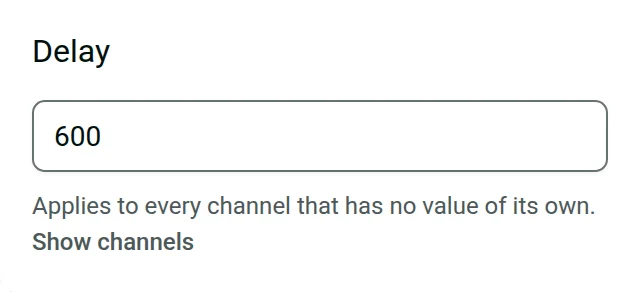 Delay
600
Applies to every channel that has no value of its own.
Show channels